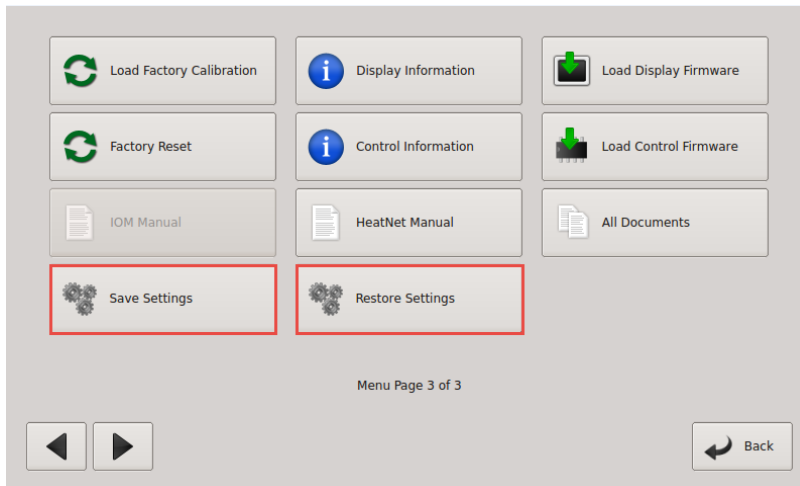 Load Factory Calibration
Display Information
Load Display Firmware
Factory Reset
Control Information
Load Control Firmware
IOM Manual
HeatNet Manual
All Documents
Save Settings
Restore Settings
Menu Page 3 of 3
Back